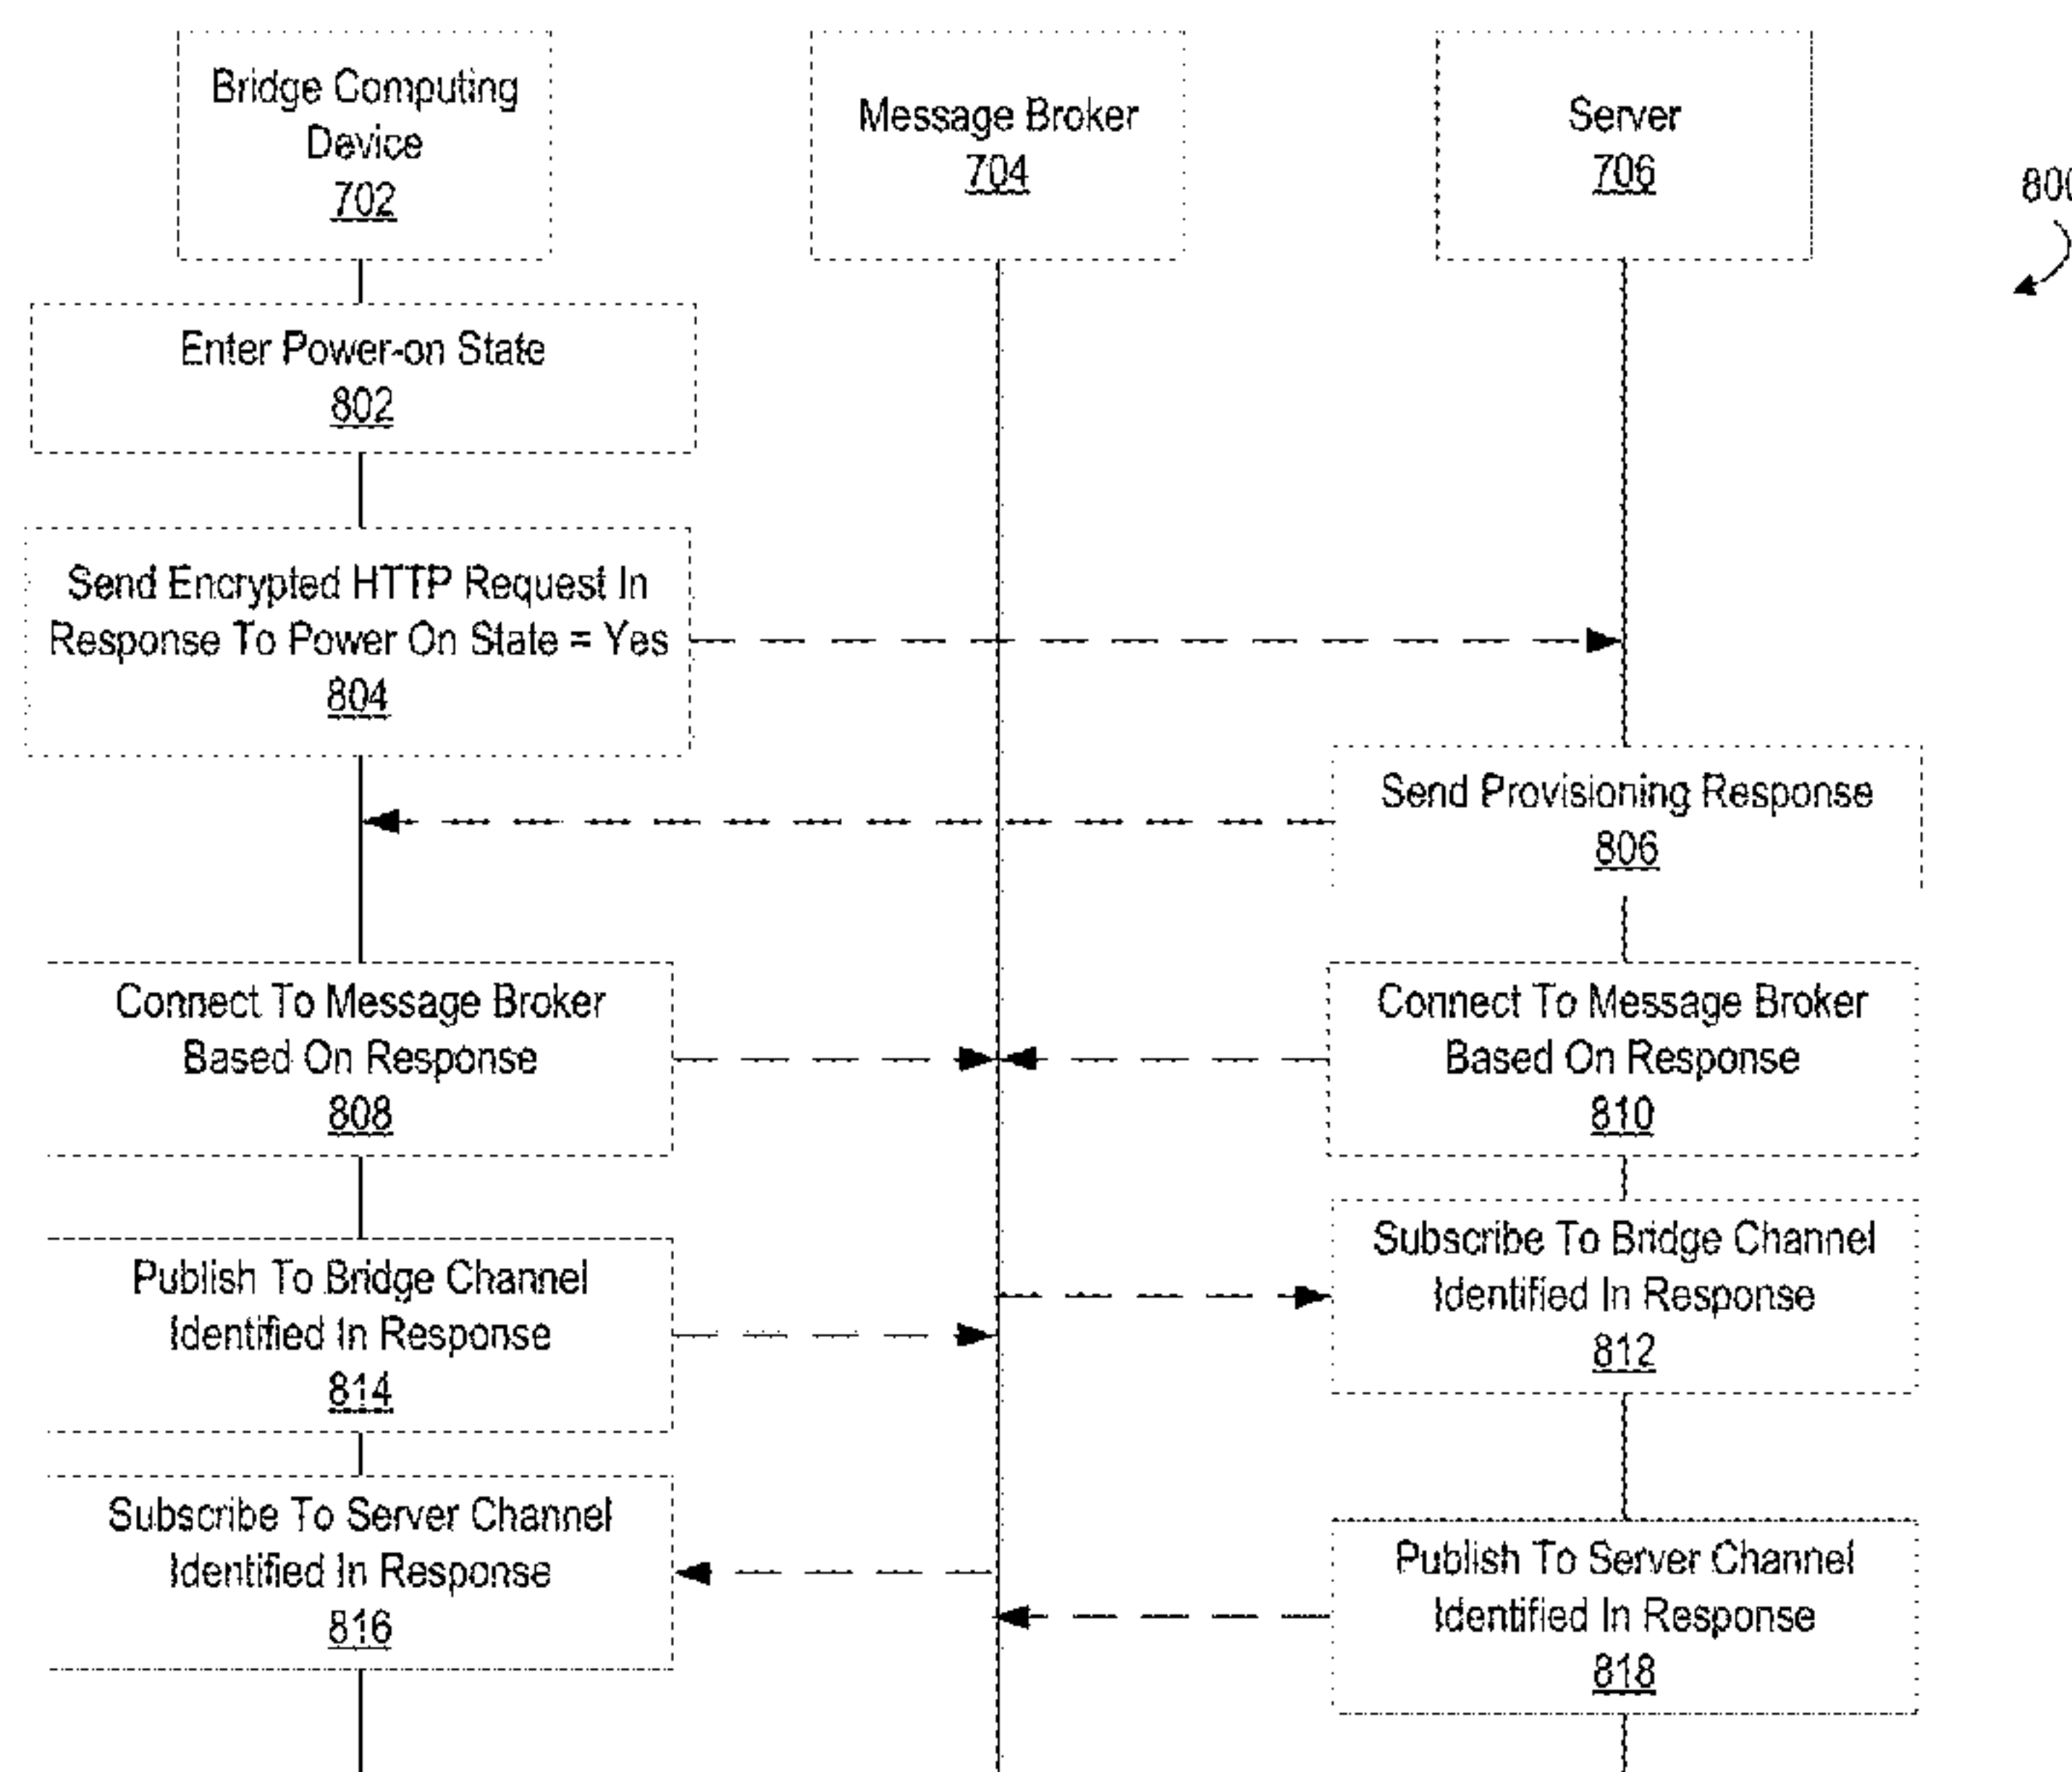 Bridge Computing
Device
702
Message Broker
704
Server
706
800
Enter Power-on State
802
Send Encrypted HTTP Request In
Response To Power On State = Yes
804
Send Provisioning Response
806
Connect To Message Broker
Based On Response
808
Connect To Message Broker
Based On Response
810
Subscribe To Bridge Channel
Identified In Response
812
Publish To Bridge Channel
Identified In Response
814
Subscribe To Server Channel
Identified In Response
816
Publish To Server Channel
Identified In Response
818